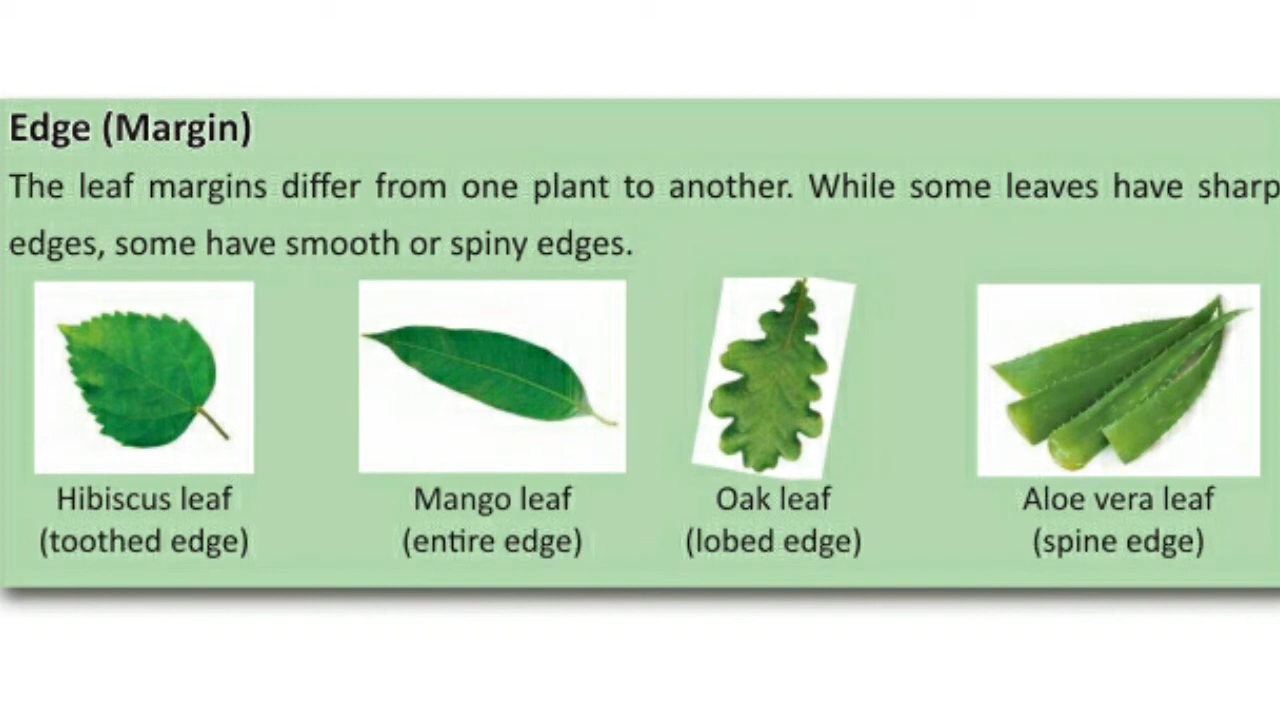 Edge (Margin)
The leaf margins differ from one plant to another. While some leaves have sharp
edges, some have smooth or spiny edges.
Hibiscus leaf
(toothed edge)
Mango leaf
(entire edge)
Oak leaf
(lobed edge)
Aloe vera leaf
(spine edge)